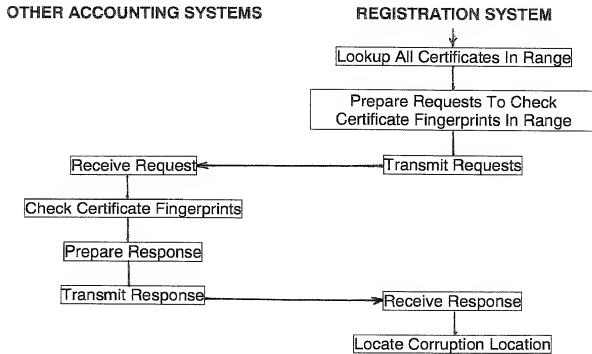 OTHER ACCOUNTING SYSTEMS
REGISTRATION SYSTEM
Lookup All Certificates In Range
Prepare Requests To Check
Certificate Fingerprints In Range
Receive Request
Transmit Requests
Check Certificate Fingerprints
Prepare Response
Transmit Response
Receive Response
Locate Corruption Location